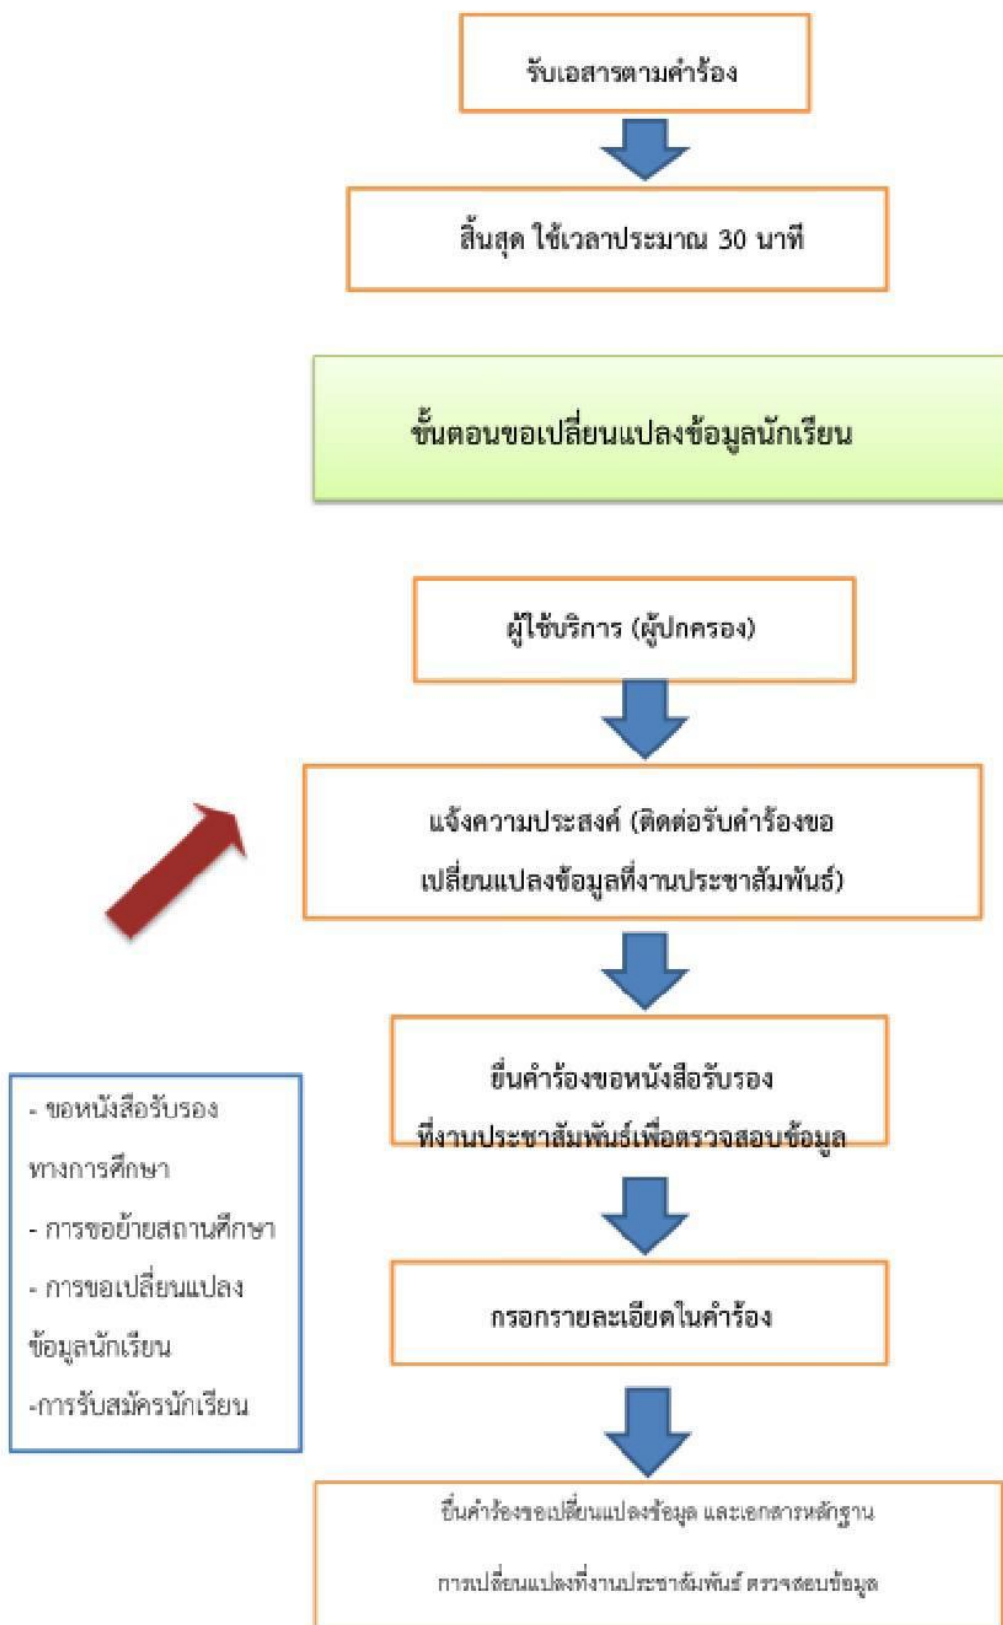 รับเอสารตามคำร้อง
สิ้นสุด ใช้เวลาประมาณ 30 นาที
ขั้นตอนขอเปลี่ยนแปลงข้อมูลนักเรียน
ผู้ใช้บริการ (ผู้ปกครอง)
แจ้งความประสงค์ (ติดต่อรับคำร้องขอ
เปลี่ยนแปลงข้อมูลที่งานประชาสัมพันธ์)
ยื่นคำร้องขอหนังสือรับรอง
ที่งานประชาสัมพันธ์เพื่อตรวจสอบข้อมูล
- ขอหนังสือรับรอง
ทางการศึกษา
- การขอย้ายสถานศึกษา
- การขอเปลี่ยนแปลง
ข้อมูลนักเรียน
-การรับสมัครนักเรียน
กรอกรายละเอียดในคำร้อง
ยื่นคำร้องขอเปลี่ยนแปลงข้อมูล และเอกสารหลักฐาน
การเปลี่ยนแปลงที่งานประชาสัมพันธ์ ตรวจสอบข้อมูล